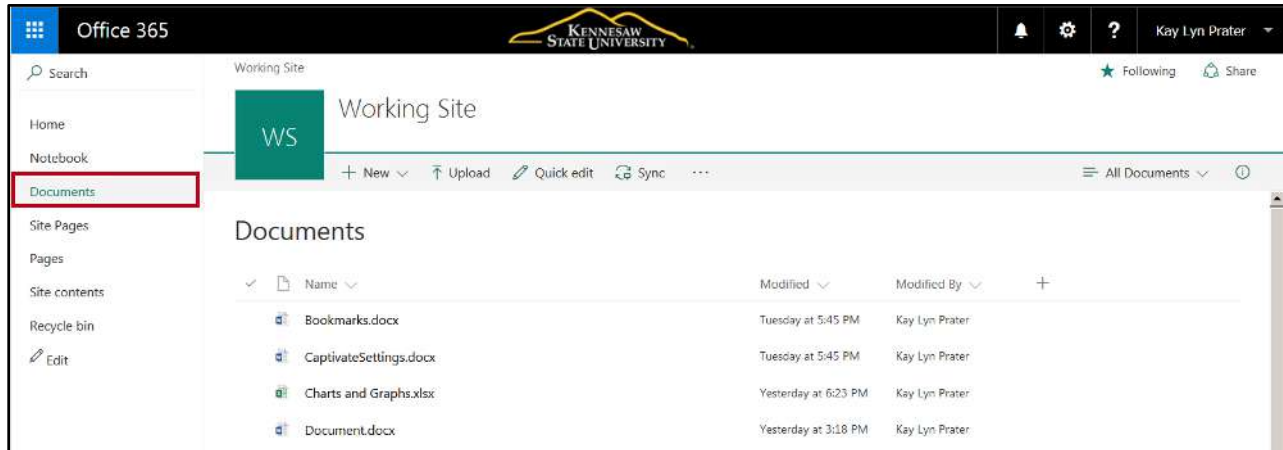 Office 365
KENNESAW
STATE UNIVERSITY
?
Kay Lyn Prater
Search
Home
Notebook
Documents
Site Pages
Pages
Site contents
Recycle bin
Edit
Working Site
Following
Share
WS
Working Site
+ New
Upload
Quick edit
Sync
...
All Documents
Documents
Name
Modified
Modified By
+
Bookmarks.docx
Tuesday at 5:45 PM
Kay Lyn Prater
CaptivateSettings.docx
Tuesday at 5:45 PM
Kay Lyn Prater
Charts and Graphs.xlsx
Yesterday at 6:23 PM
Kay Lyn Prater
Document.docx
Yesterday at 3:18 PM
Kay Lyn Prater